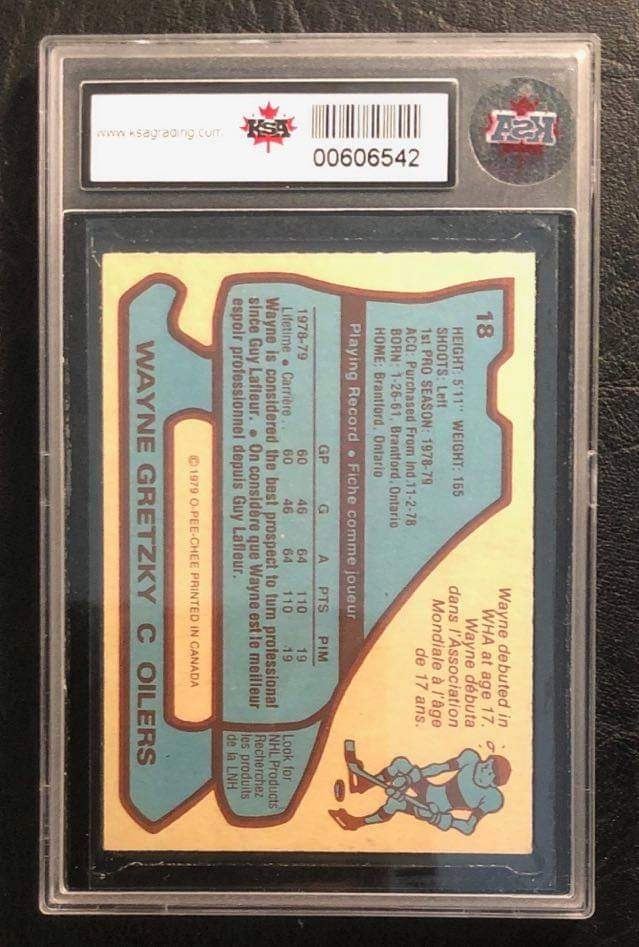 www.ksagrading.com
KSA
00606542
KSA
18
HEIGHT: 5'11" WEIGHT: 165
SHOOTS: Left
1st PRO SEASON: 1978-79
ACQ: Purchased From Ind. 11-2-78
BORN: 1-26-61, Brantford, Ontario
HOME: Brantford, Ontario
Wayne debuted in
WHA at age 17.
Wayne débuta
dans l'Association
Mondiale à l'âge
de 17 ans.
Playing Record • Fiche comme joueur
GP G A PTS PIM
1978-79 60 46 64 110 19
Lifetime • Carrière . . 60 46 64 110 19
Wayne is considered the best prospect to turn professional
since Guy Lafleur. • On considère que Wayne est le meilleur
espoir professionnel depuis Guy Lafleur.
Look for
NHL Products
Recherchez
les produits
de la LNH
© 1979 O-PEE-CHEE PRINTED IN CANADA
WAYNE GRETZKY C OILERS